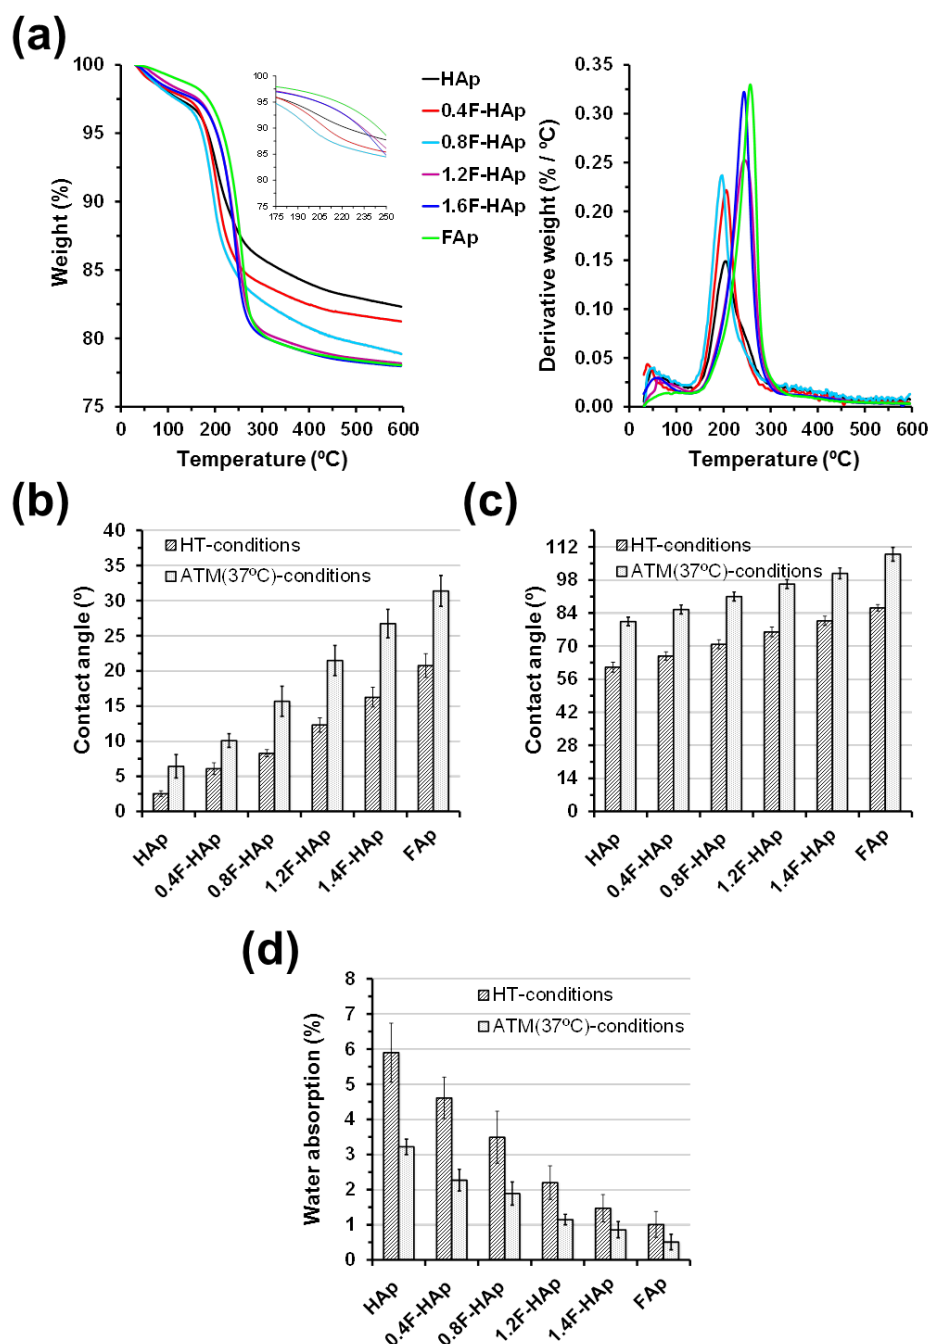 (a)
100
95
90
85
80
75
Weight (%)
0 100 200 300 400 500 600
Temperature (ºC)
100
95
90
85
80
75
175 190 205 220 235 250
HAp
0.4F-HAp
0.8F-HAp
1.2F-HAp
1.6F-HAp
FAp
0.35
0.30
0.25
0.20
0.15
0.10
0.05
0.00
Derivative weight (% / ºC)
0 100 200 300 400 500 600
Temperature (ºC)
(b)
40
35
30
25
20
15
10
5
0
Contact angle (º)
HT-conditions
ATM(37ºC)-conditions
HAp
0.4F-HAp
0.8F-HAp
1.2F-HAp
1.4F-HAp
FAp
(c)
112
98
84
70
56
42
28
14
0
Contact angle (º)
HT-conditions
ATM(37ºC)-conditions
HAp
0.4F-HAp
0.8F-HAp
1.2F-HAp
1.4F-HAp
FAp
(d)
8
7
6
5
4
3
2
1
0
Water absorption (%)
HT-conditions
ATM(37ºC)-conditions
HAp
0.4F-HAp
0.8F-HAp
1.2F-HAp
1.4F-HAp
FAp